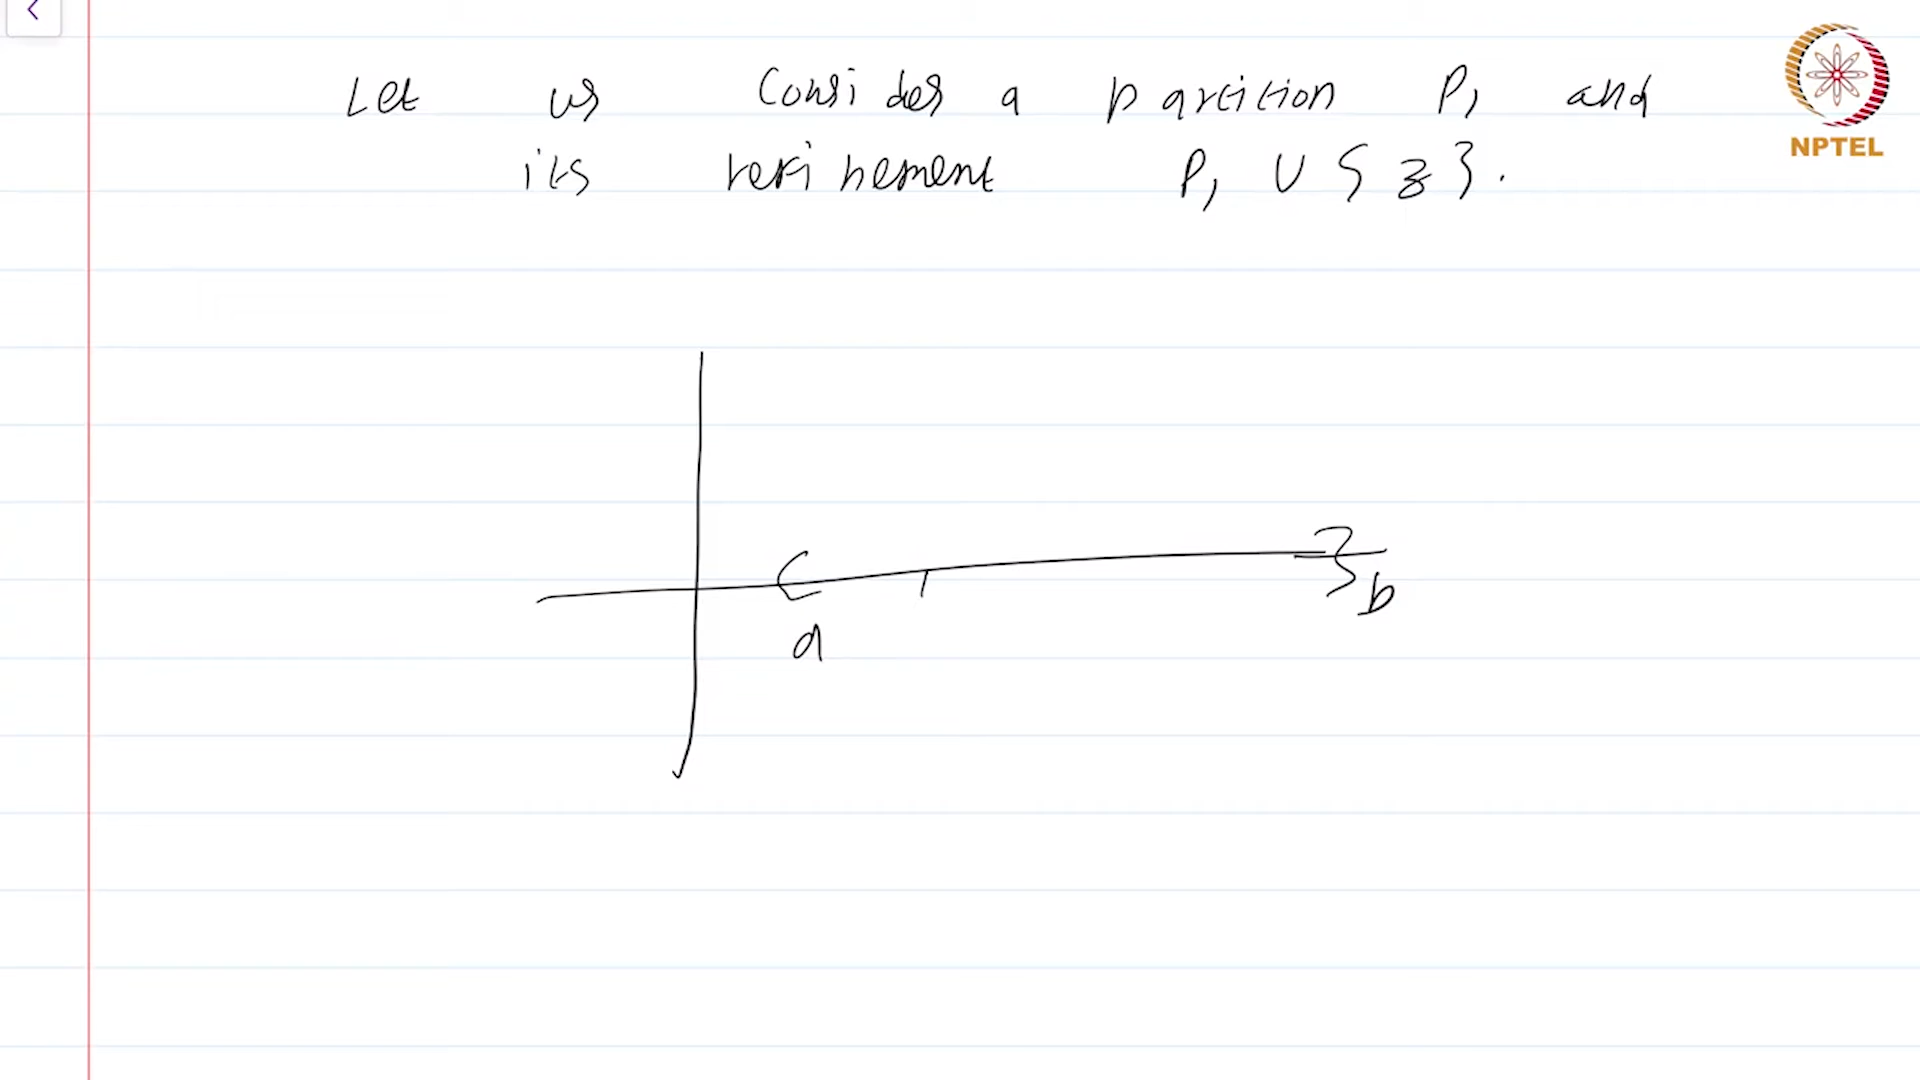 Let us consider a partition P₁ and
its refinement P₁ ∪ {z}.
NPTEL
[ ]
a b